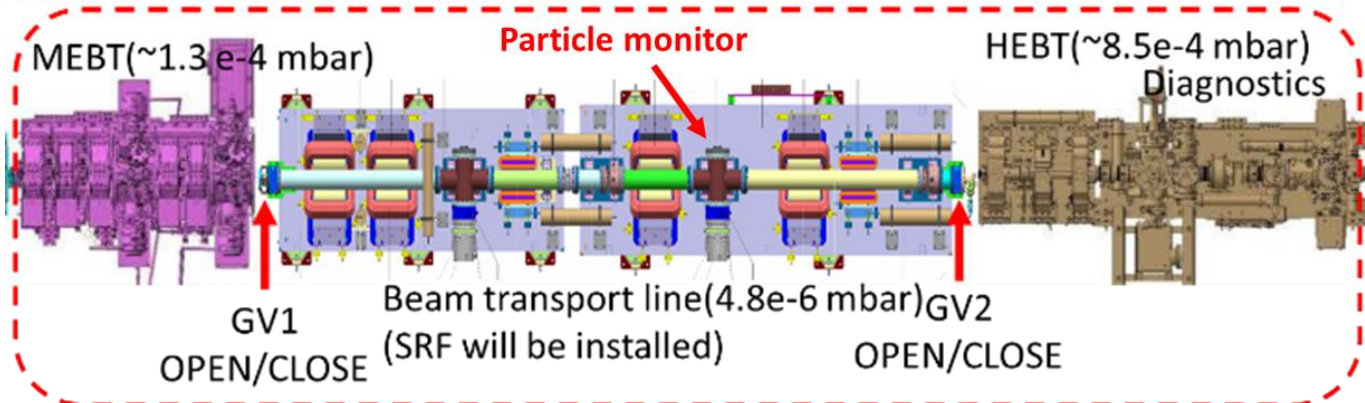 Particle monitor
MEBT(~1.3 e-4 mbar)
HEBT(~8.5e-4 mbar)
Diagnostics
GV1
OPEN/CLOSE
Beam transport line(4.8e-6 mbar)
(SRF will be installed)
GV2
OPEN/CLOSE